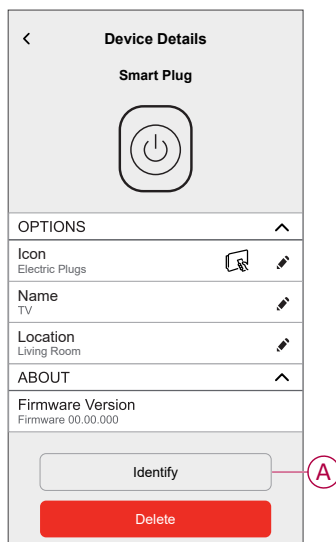 Device Details
Smart Plug
OPTIONS
Icon
Electric Plugs
Name
TV
Location
Living Room
ABOUT
Firmware Version
Firmware 00.00.000
Identify
A
Delete